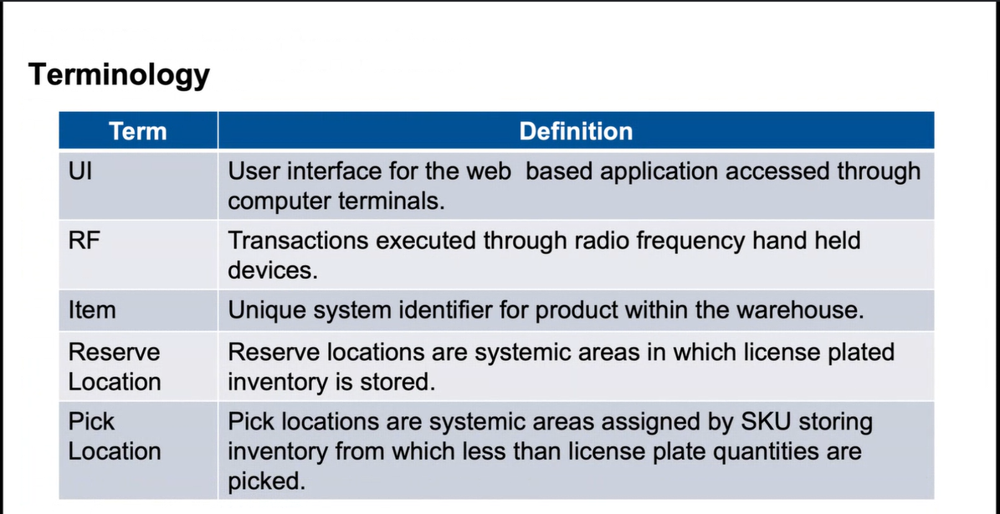 Terminology
Term Definition
UI User interface for the web based application accessed through
computer terminals.
RF Transactions executed through radio frequency hand held
devices.
Item Unique system identifier for product within the warehouse.
Reserve Reserve locations are systemic areas in which license plated
Location inventory is stored.
Pick Pick locations are systemic areas assigned by SKU storing
Location inventory from which less than license plate quantities are
picked.